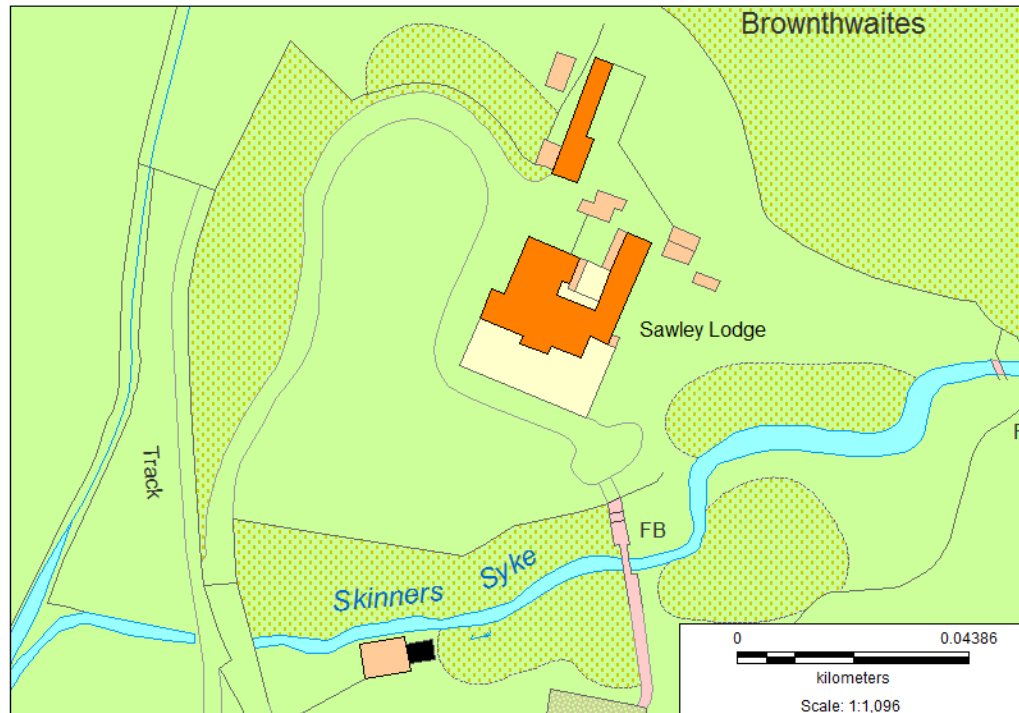 Brownthwaites
Sawley Lodge
Track
FB
Skinners Syke
0 0.04386
kilometers
Scale: 1:1,096